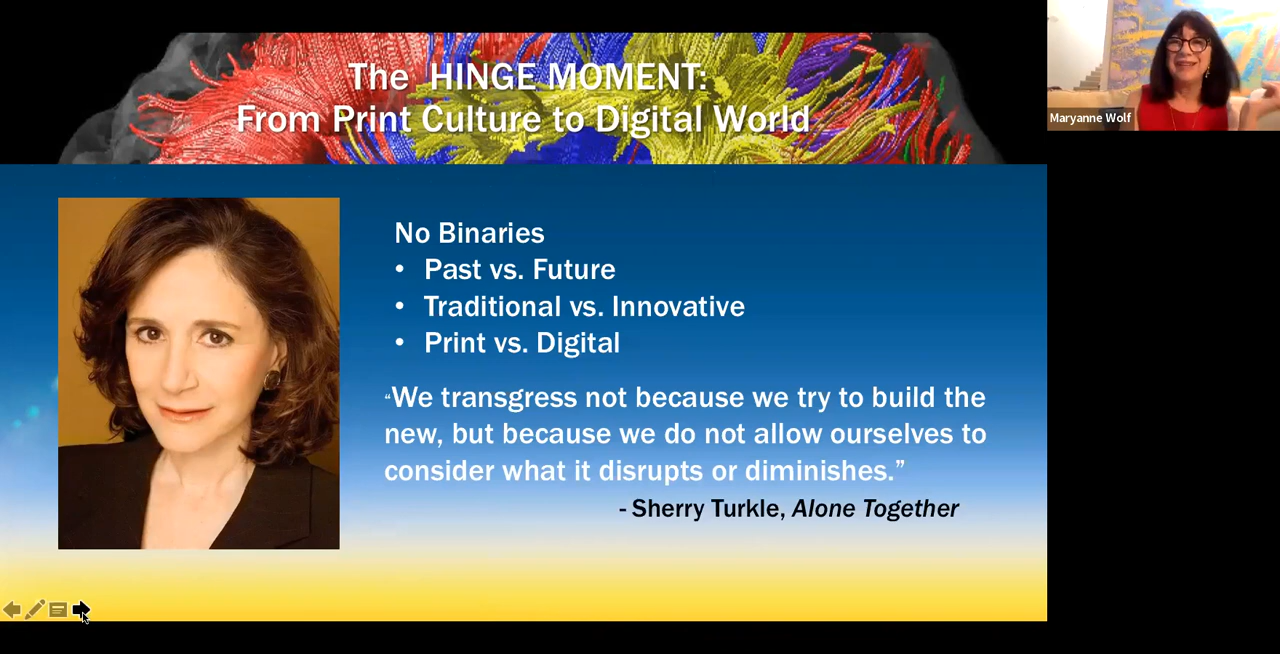 The HINGE MOMENT:
From Print Culture to Digital World
Maryanne Wolf
No Binaries
• Past vs. Future
• Traditional vs. Innovative
• Print vs. Digital
“We transgress not because we try to build the
new, but because we do not allow ourselves to
consider what it disrupts or diminishes.”
- Sherry Turkle, Alone Together